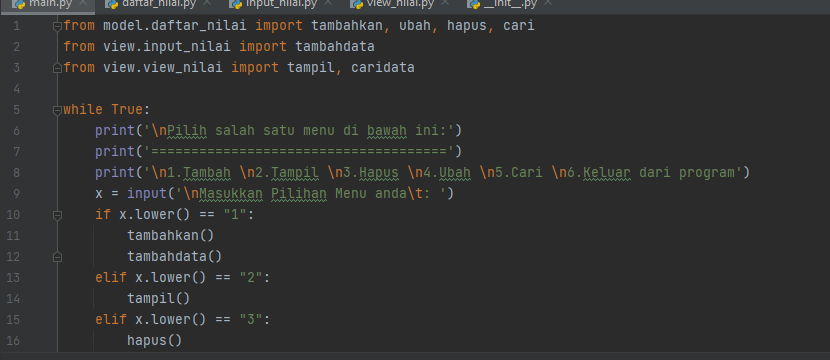 main.py daftar_nilai.py input_nilai.py view_nilai.py __init__.py
1 from model.daftar_nilai import tambahkan, ubah, hapus, cari
2 from view.input_nilai import tambahdata
3 from view.view_nilai import tampil, caridata
4
5 while True:
6 print('\nPilih salah satu menu di bawah ini:')
7 print('=====================================')
8 print('\n1.Tambah \n2.Tampil \n3.Hapus \n4.Ubah \n5.Cari \n6.Keluar dari program')
9 x = input('\nMasukkan Pilihan Menu anda\t: ')
10 if x.lower() == "1":
11 tambahkan()
12 tambahdata()
13 elif x.lower() == "2":
14 tampil()
15 elif x.lower() == "3":
16 hapus()